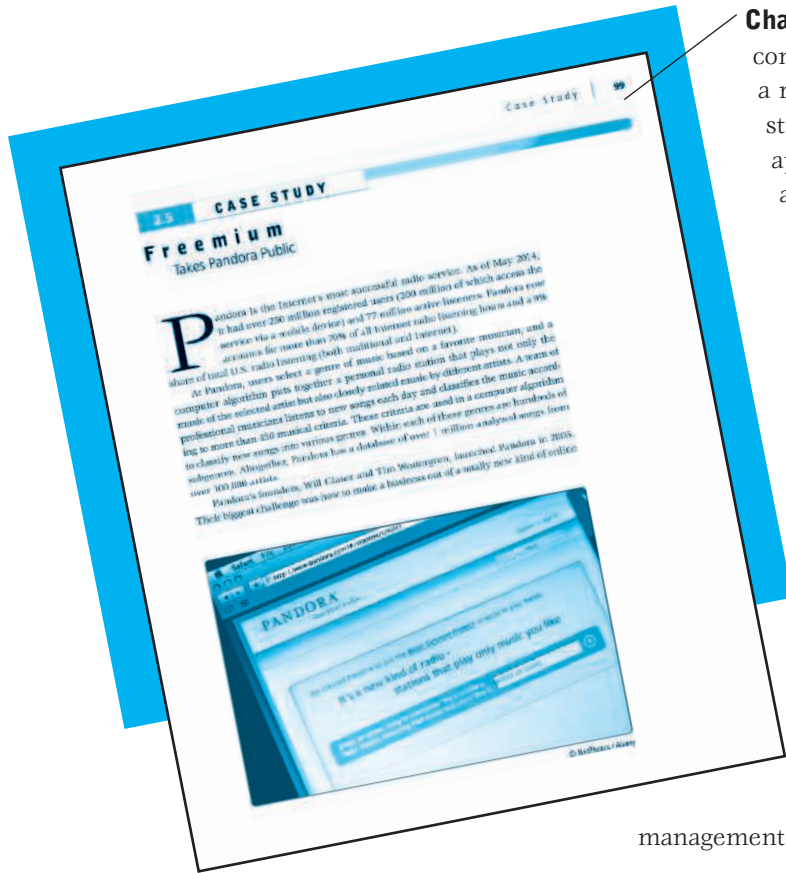 Case Study
99
2.5 CASE STUDY
Freemium
Takes Pandora Public
Pandora is the Internet's most successful radio service. As of May 2014,
it had over 250 million registered users (200 million of which access the
service via a mobile device) and 77 million active listeners. Pandora now
accounts for more than 70% of all Internet radio listening hours and a 9%
share of total U.S. radio listening (both traditional and Internet).
At Pandora, users select a genre of music based on a favorite musician, and a
computer algorithm puts together a personal radio station that plays not only the
music of the selected artist but also closely related music by different artists. A team of
professional musicians listens to new songs each day and classifies the music accord-
ing to more than 450 musical criteria. These criteria are used in a computer algorithm
to classify new songs into various genres. Within each of these genres are hundreds of
subgenres. Altogether, Pandora has a database of over 1 million analyzed songs from
over 100,000 artists.
Pandora's founders, Will Glaser and Tim Westergren, launched Pandora in 2005.
Their biggest challenge was how to make a business out of a totally new kind of online
Safari File
PANDORA
It's a new kind of radio -
stations that play only music you like
© NetPhotos / Alamy
Cha
con
a r
st
a
a
management